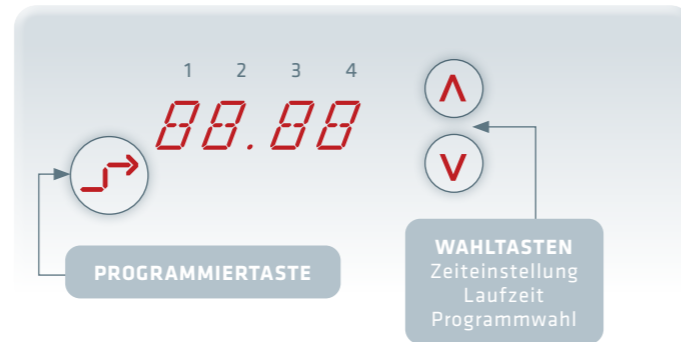 1 2 3 4
88.88
PROGRAMMIERTASTE
WAHLTASTEN
Zeiteinstellung
Laufzeit
Programmwahl